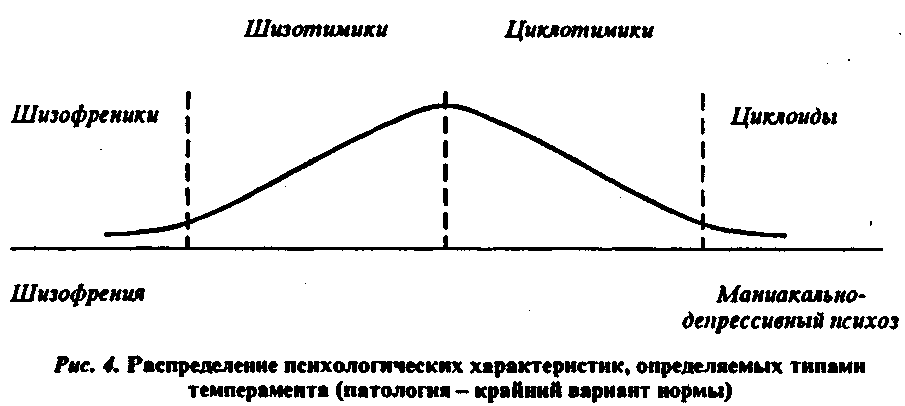 Шизотимики Циклотимики
Шизофреники Циклоиды
Шизофрения Маниакально-
депрессивный психоз
Рис. 4. Распределение психологических характеристик, определяемых типами
темперамента (патология – крайний вариант нормы)